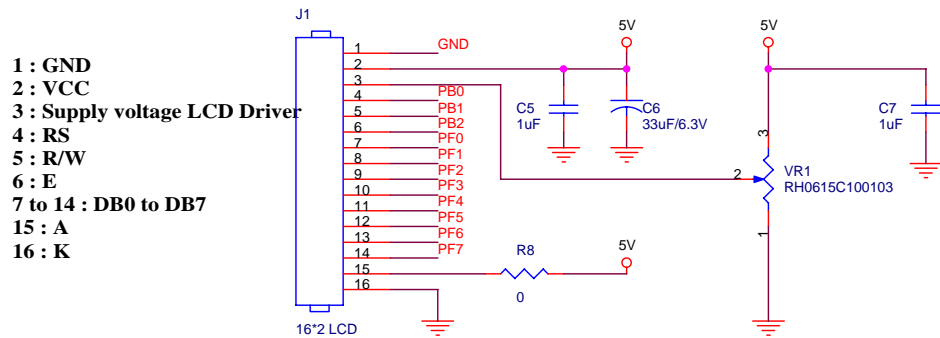 J1
1 : GND
2 : VCC
3 : Supply voltage LCD Driver
4 : RS
5 : R/W
6 : E
7 to 14 : DB0 to DB7
15 : A
16 : K
1
2
3
4
5
6
7
8
9
10
11
12
13
14
15
16
16*2 LCD
GND
PB0
PB1
PB2
PF0
PF1
PF2
PF3
PF4
PF5
PF6
PF7
5V
C5
1uF
C6
33uF/6.3V
R8
0
5V
5V
3
2
1
VR1
RH0615C100103
C7
1uF